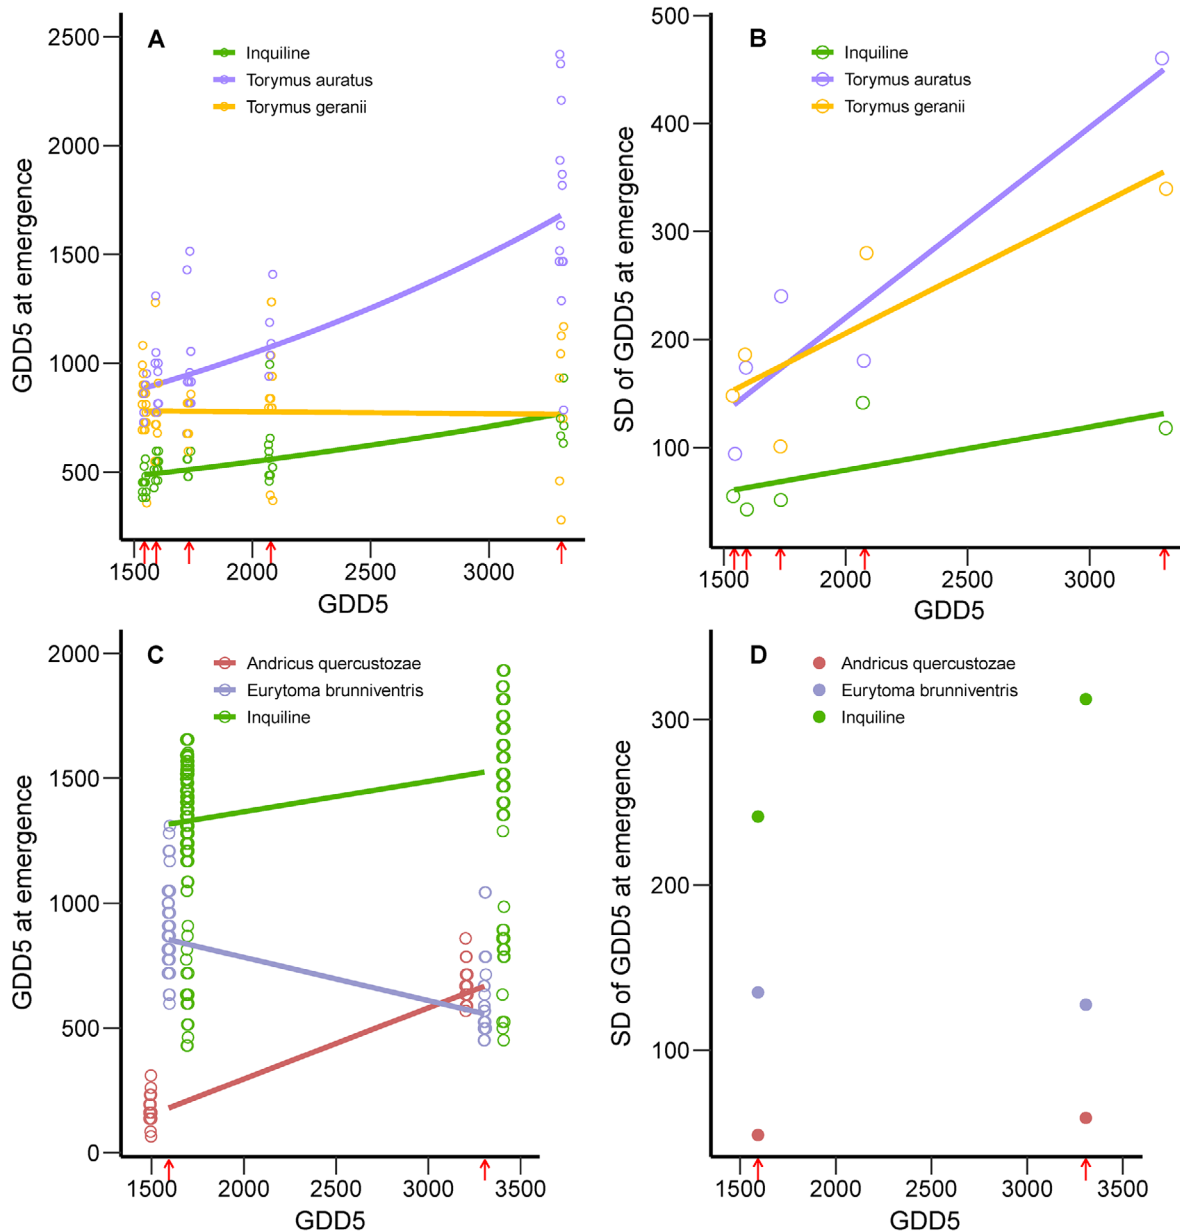 A
Inquiline
Torymus auratus
Torymus geranii
2500
2000
1500
1000
500
GDD5 at emergence
1500
2000
2500
3000
GDD5
B
Inquiline
Torymus auratus
Torymus geranii
500
400
300
200
100
SD of GDD5 at emergence
1500
2000
2500
3000
GDD5
C
Andricus quercustozae
Eurytoma brunniventris
Inquiline
2000
1500
1000
500
0
GDD5 at emergence
1500
2000
2500
3000
3500
GDD5
D
Andricus quercustozae
Eurytoma brunniventris
Inquiline
300
200
100
SD of GDD5 at emergence
1500
2000
2500
3000
3500
GDD5